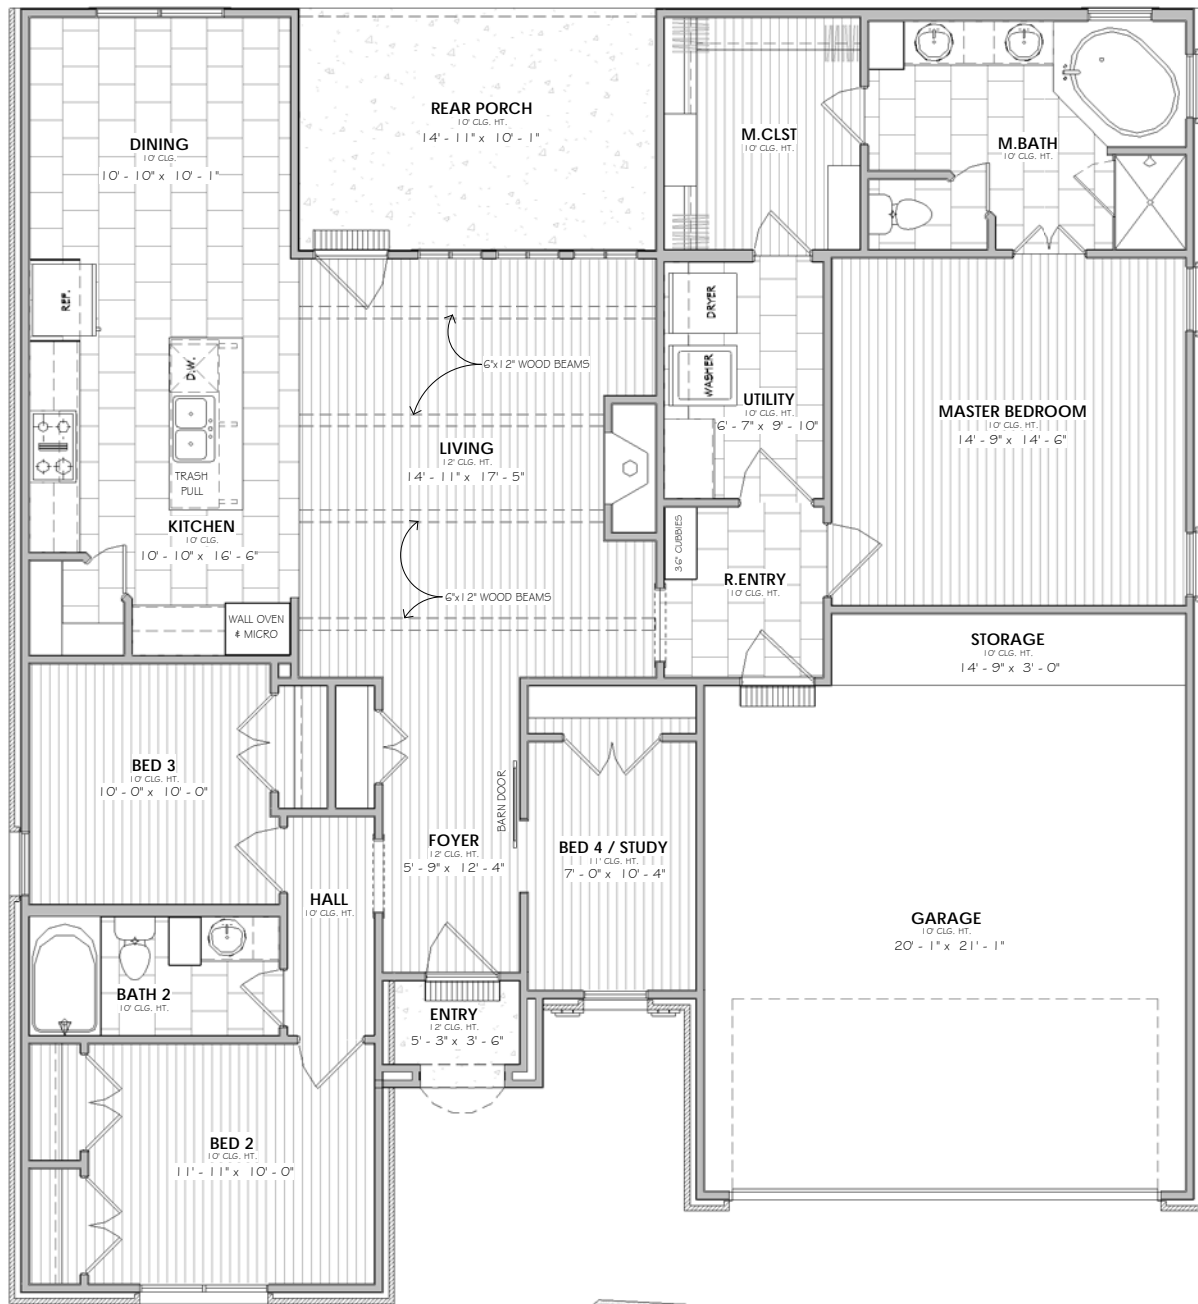 DINING
10' CLG.
10' - 10" x 10' - 1"
REAR PORCH
10' CLG. HT.
14' - 11" x 10' - 1"
M.CLST
10' CLG. HT.
M.BATH
10' CLG. HT.
REF.
D.W.
TRASH
PULL
KITCHEN
10' CLG.
10' - 10" x 16' - 6"
WALL OVEN
& MICRO
6"x12" WOOD BEAMS
LIVING
12' CLG. HT.
14' - 11" x 17' - 5"
6"x12" WOOD BEAMS
DRYER
WASHER
UTILITY
10' CLG. HT.
6' - 7" x 9' - 10"
MASTER BEDROOM
10' CLG. HT.
14' - 9" x 14' - 6"
36" CUBBIES
R.ENTRY
10' CLG. HT.
STORAGE
10' CLG. HT.
14' - 9" x 3' - 0"
BED 3
10' CLG. HT.
10' - 0" x 10' - 0"
BARN DOOR
FOYER
12' CLG. HT.
5' - 9" x 12' - 4"
BED 4 / STUDY
11' CLG. HT.
7' - 0" x 10' - 4"
HALL
10' CLG. HT.
GARAGE
10' CLG. HT.
20' - 1" x 21' - 1"
BATH 2
10' CLG. HT.
ENTRY
12' CLG. HT.
5' - 3" x 3' - 6"
BED 2
10' CLG. HT.
11' - 11" x 10' - 0"